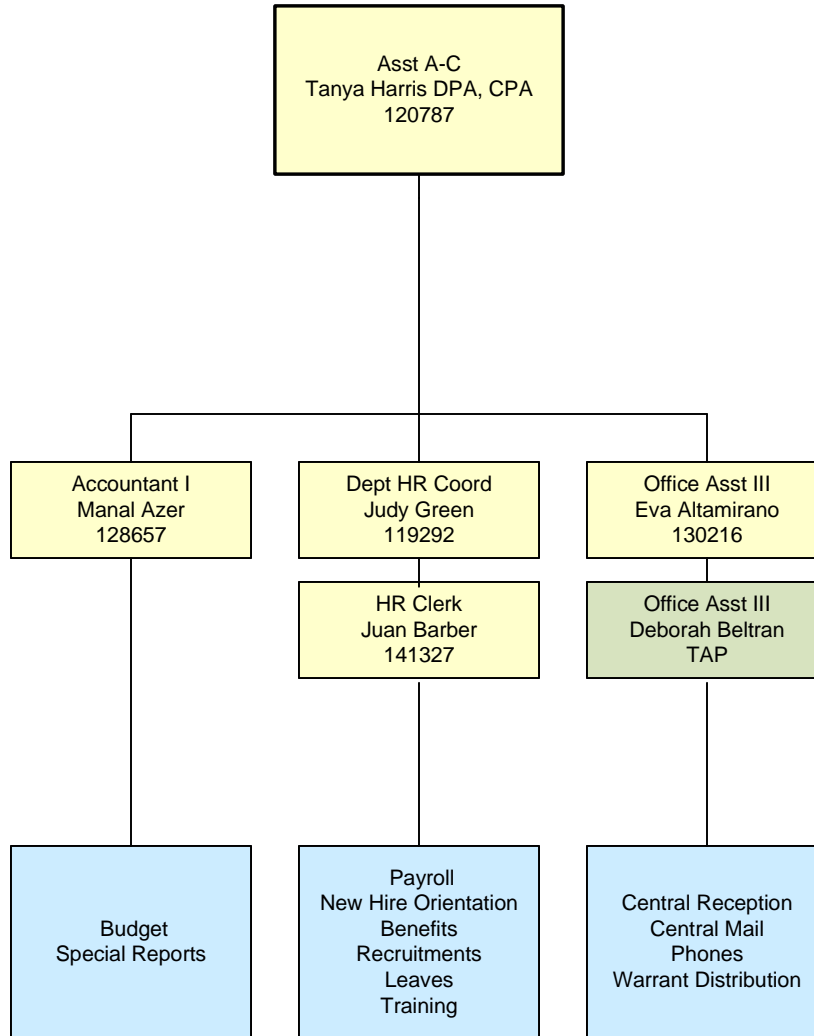 Asst A-C
Tanya Harris DPA, CPA
120787
Accountant I
Manal Azer
128657
Dept HR Coord
Judy Green
119292
Office Asst III
Eva Altamirano
130216
HR Clerk
Juan Barber
141327
Office Asst III
Deborah Beltran
TAP
Budget
Special Reports
Payroll
New Hire Orientation
Benefits
Recruitments
Leaves
Training
Central Reception
Central Mail
Phones
Warrant Distribution